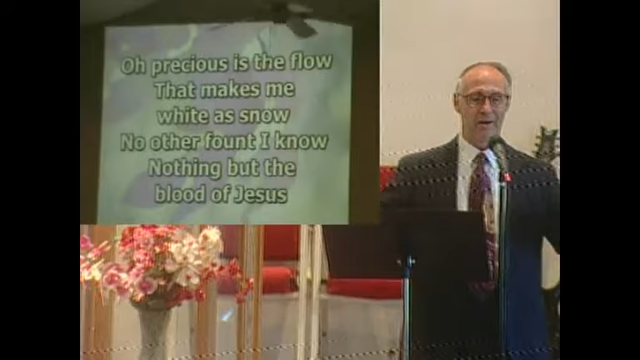 Oh precious is the flow
That makes me
white as snow
No other fount I know
Nothing but the
blood of Jesus